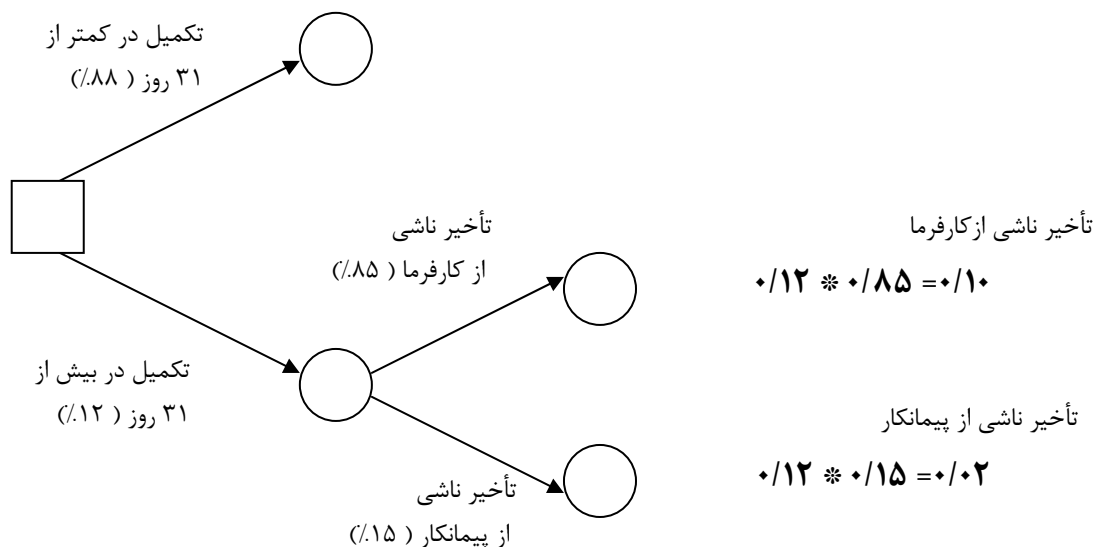 تکمیل در کمتر از
۳۱ روز ( ۸۸٪)
تأخیر ناشی
از کارفرما ( ۸۵٪)
تأخیر ناشی ازکارفرما
۰/۱۲ * ۰/۸۵ =۰/۱۰
تکمیل در بیش از
۳۱ روز ( ۱۲٪)
تأخیر ناشی از پیمانکار
۰/۱۲ * ۰/۱۵ =۰/۰۲
تأخیر ناشی
از پیمانکار ( ۱۵٪)